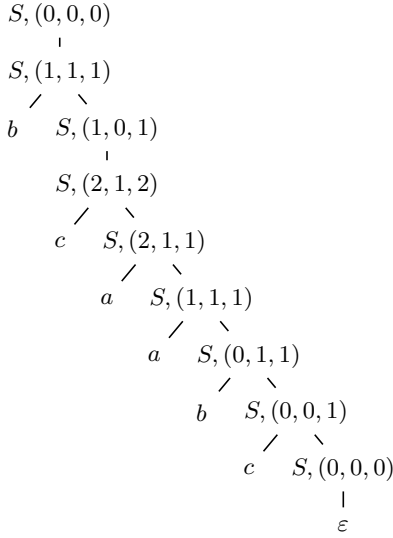 S, (0, 0, 0)
S, (1, 1, 1)
b S, (1, 0, 1)
S, (2, 1, 2)
c S, (2, 1, 1)
a S, (1, 1, 1)
a S, (0, 1, 1)
b S, (0, 0, 1)
c S, (0, 0, 0)
ε